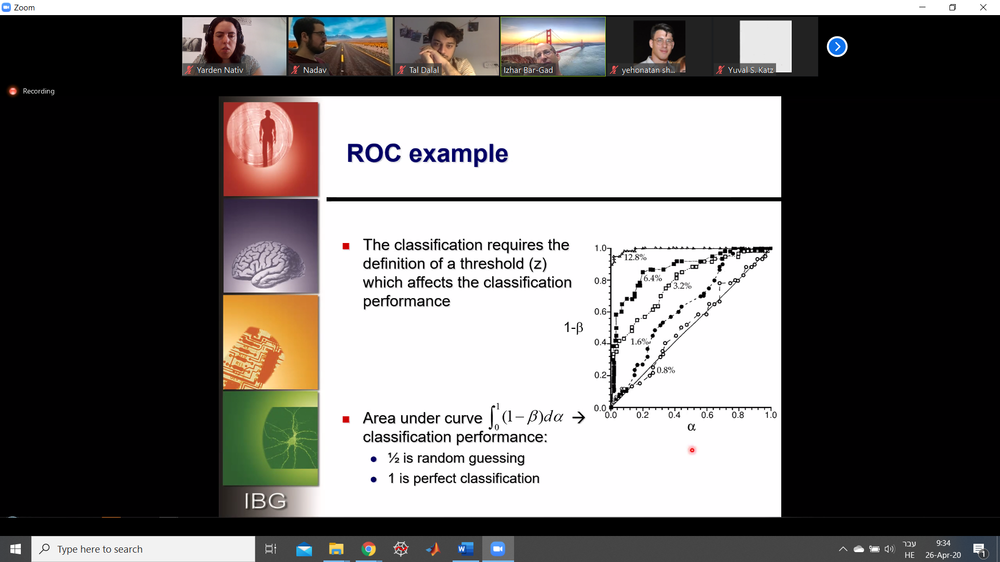 Zoom
Yarden Nativ
Nadav
Tal Dalal
Izhar Bar-Gad
yehonatan sh...
Yuval S. Katz
Recording
ROC example
The classification requires the
definition of a threshold (z)
which affects the classification
performance
Area under curve ∫₀¹(1−β)dα →
classification performance:
½ is random guessing
1 is perfect classification
1.0
0.8
0.6
0.4
0.2
0.0
1-β
12.8%
6.4%
3.2%
1.6%
0.8%
0.0 0.2 0.4 0.6 0.8 1.0
α
IBG
Type here to search
עבר
HE
9:34
26-Apr-20
1